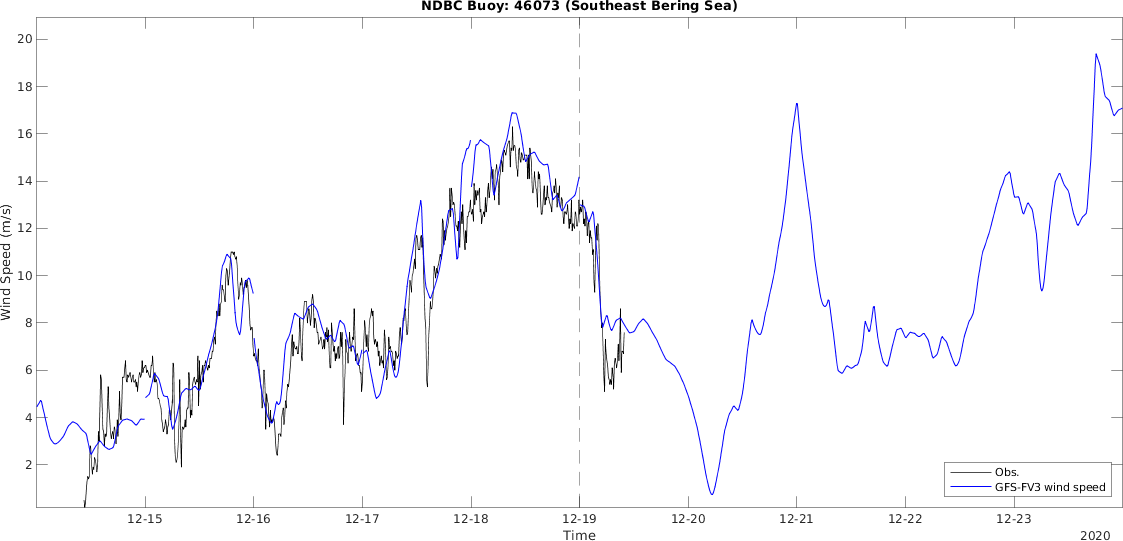 NDBC Buoy: 46073 (Southeast Bering Sea)
Wind Speed (m/s)
20
18
16
14
12
10
8
6
4
2
12-15 12-16 12-17 12-18 12-19 12-20 12-21 12-22 12-23
Time
2020
Obs.
GFS-FV3 wind speed